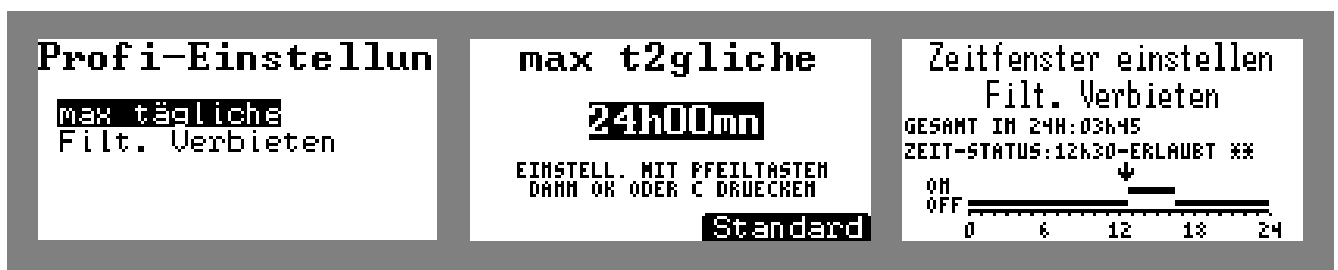 Profi-Einstellun
max tägliche
Filt. Verbieten
max t2gliche
24h00mn
EINSTELL. MIT PFEILTASTEN
DANN OK ODER C DRUECKEN
Standard
Zeitfenster einstellen
Filt. Verbieten
GESAMT IN 24H:03h45
ZEIT-STATUS:12h30-ERLAUBT **
ON
OFF
0 6 12 18 24